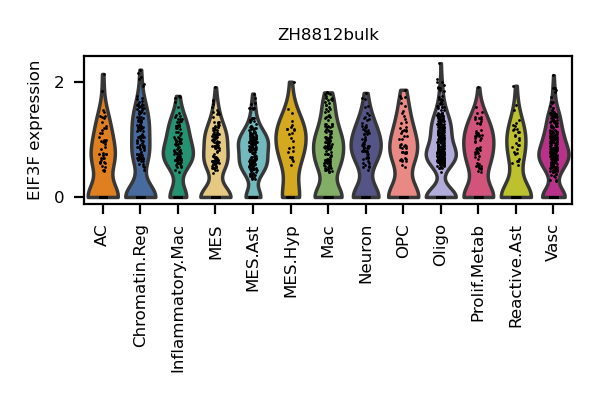 ZH8812bulk
EIF3F expression
2
0
AC
Chromatin.Reg
Inflammatory.Mac
MES
MES.Ast
MES.Hyp
Mac
Neuron
OPC
Oligo
Prolif.Metab
Reactive.Ast
Vasc